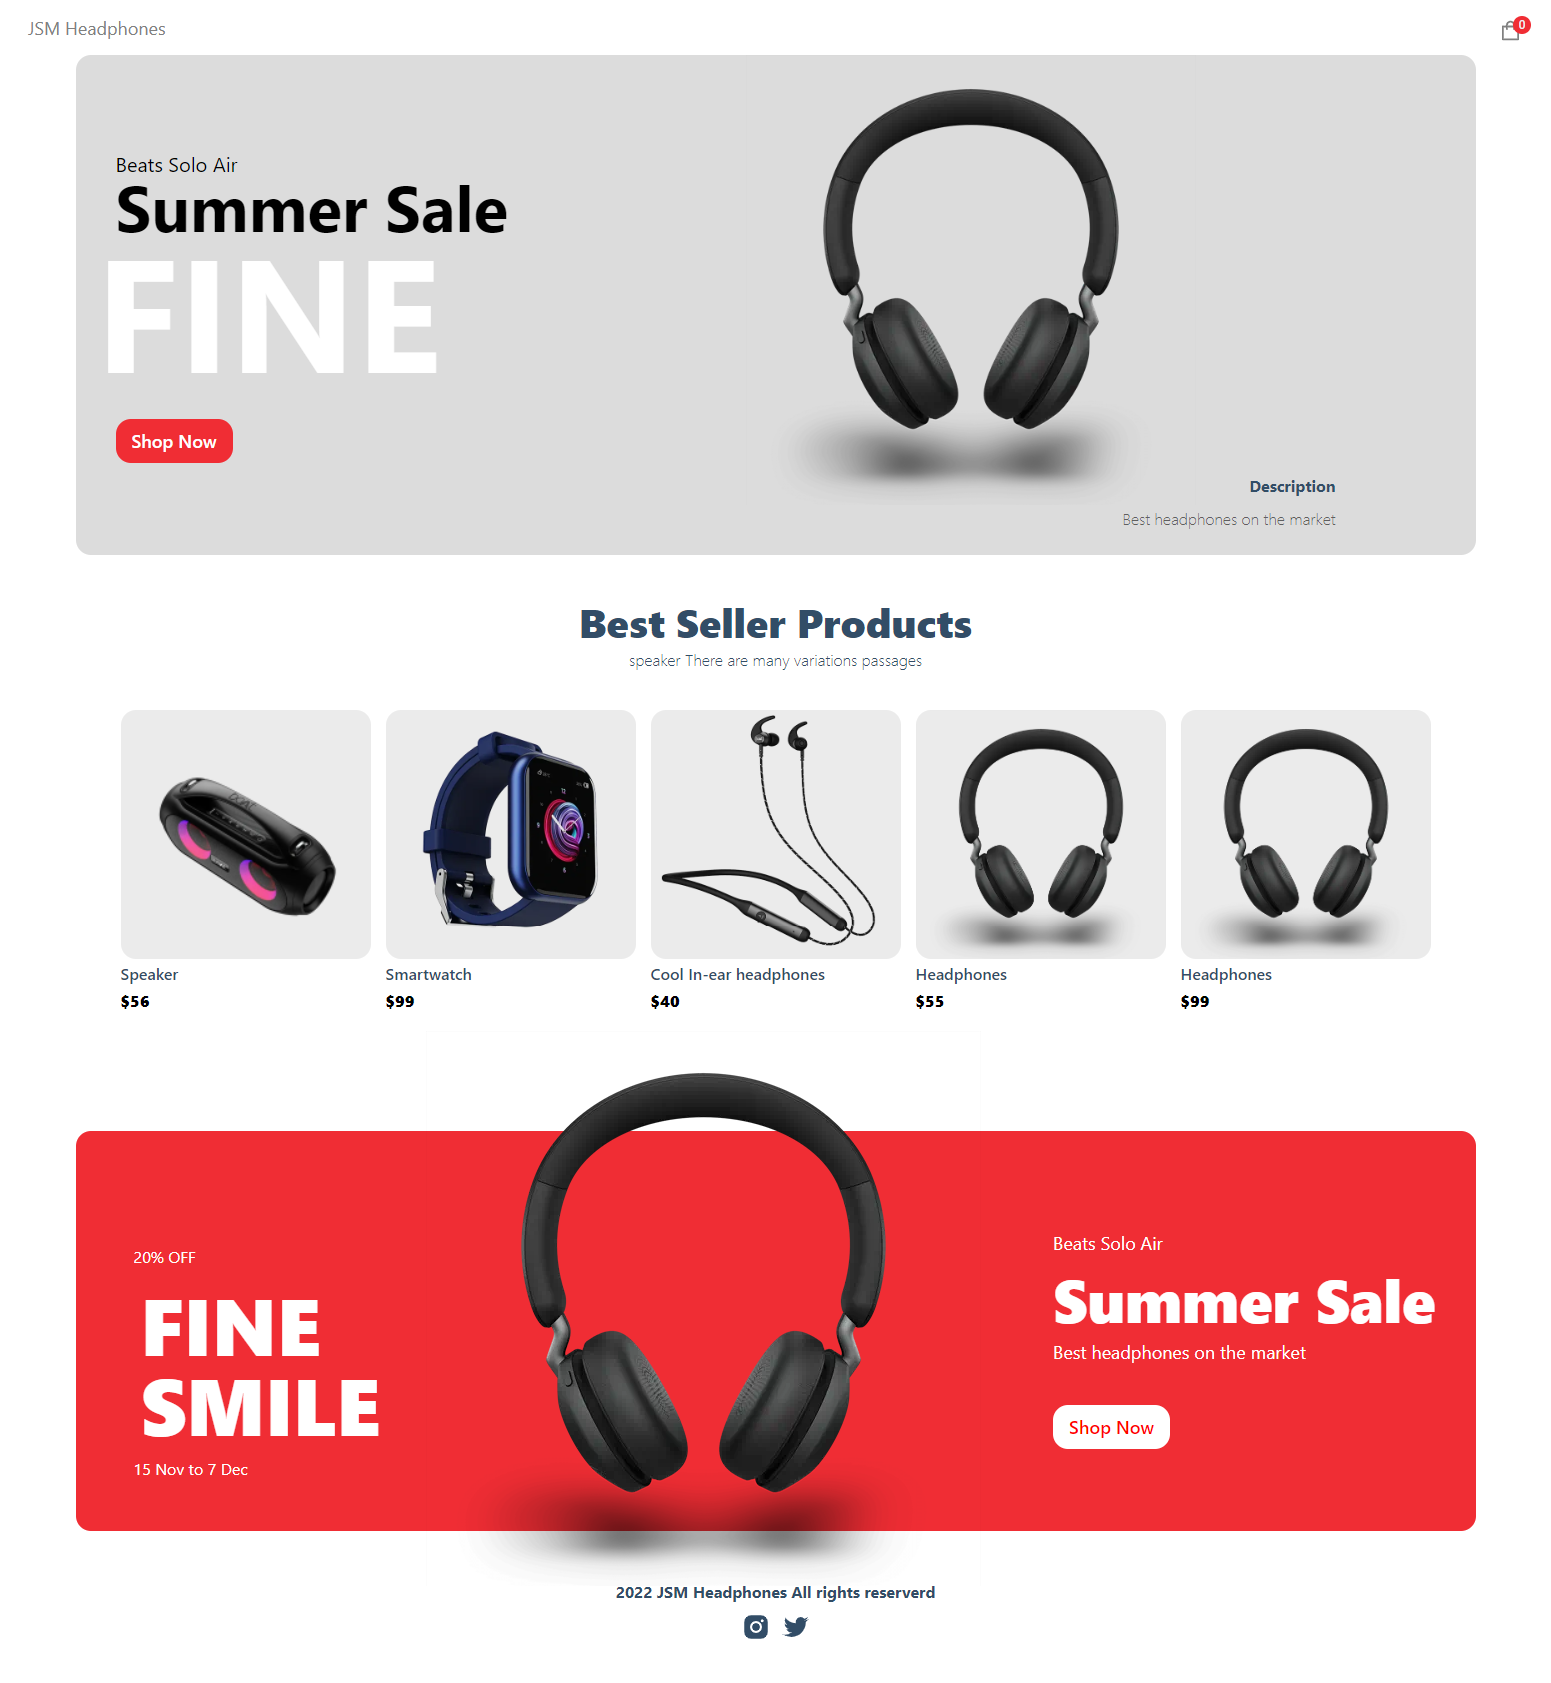 JSM Headphones
0
Beats Solo Air
Summer Sale
FINE
Shop Now
Description
Best headphones on the market
Best Seller Products
speaker There are many variations passages
Speaker
$56
Smartwatch
$99
Cool In-ear headphones
$40
Headphones
$55
Headphones
$99
20% OFF
FINE
SMILE
15 Nov to 7 Dec
Beats Solo Air
Summer Sale
Best headphones on the market
Shop Now
2022 JSM Headphones All rights reserverd